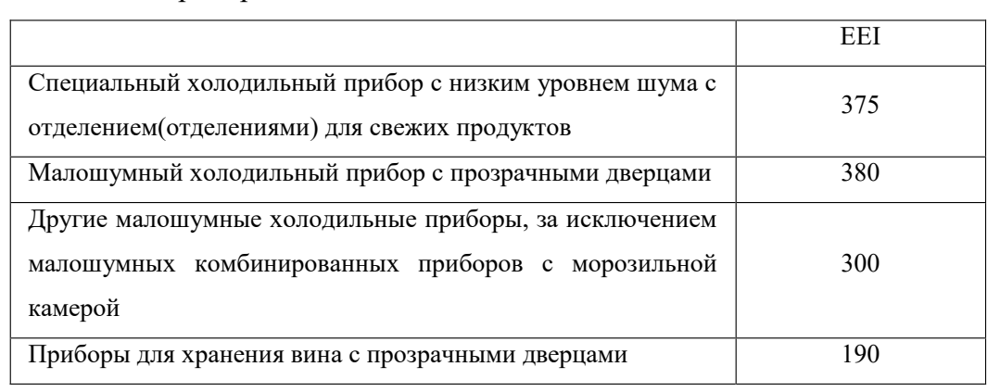 EEI
Специальный холодильный прибор с низким уровнем шума с
отделением(отделениями) для свежих продуктов
375
Малошумный холодильный прибор с прозрачными дверцами
380
Другие малошумные холодильные приборы, за исключением
малошумных комбинированных приборов с морозильной
камерой
300
Приборы для хранения вина с прозрачными дверцами
190